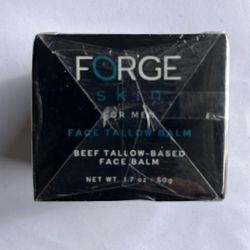 FORGE
skin
FOR MEN
FACE TALLOW BALM
BEEF TALLOW-BASED
FACE BALM
NET WT. 1.7 oz / 50g